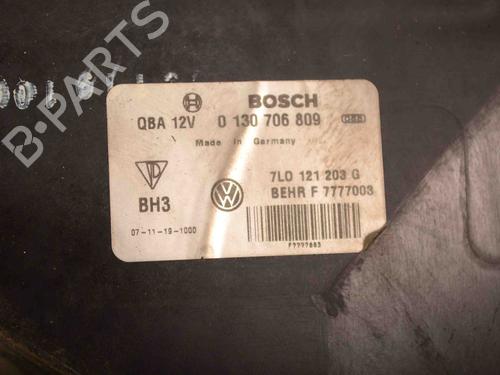 B-PARTS
BOSCH
QBA 12V 0 130 706 809
Made in Germany
7L0 121 203 G
BEHR F 7777003
BH3
07-11-19-1000